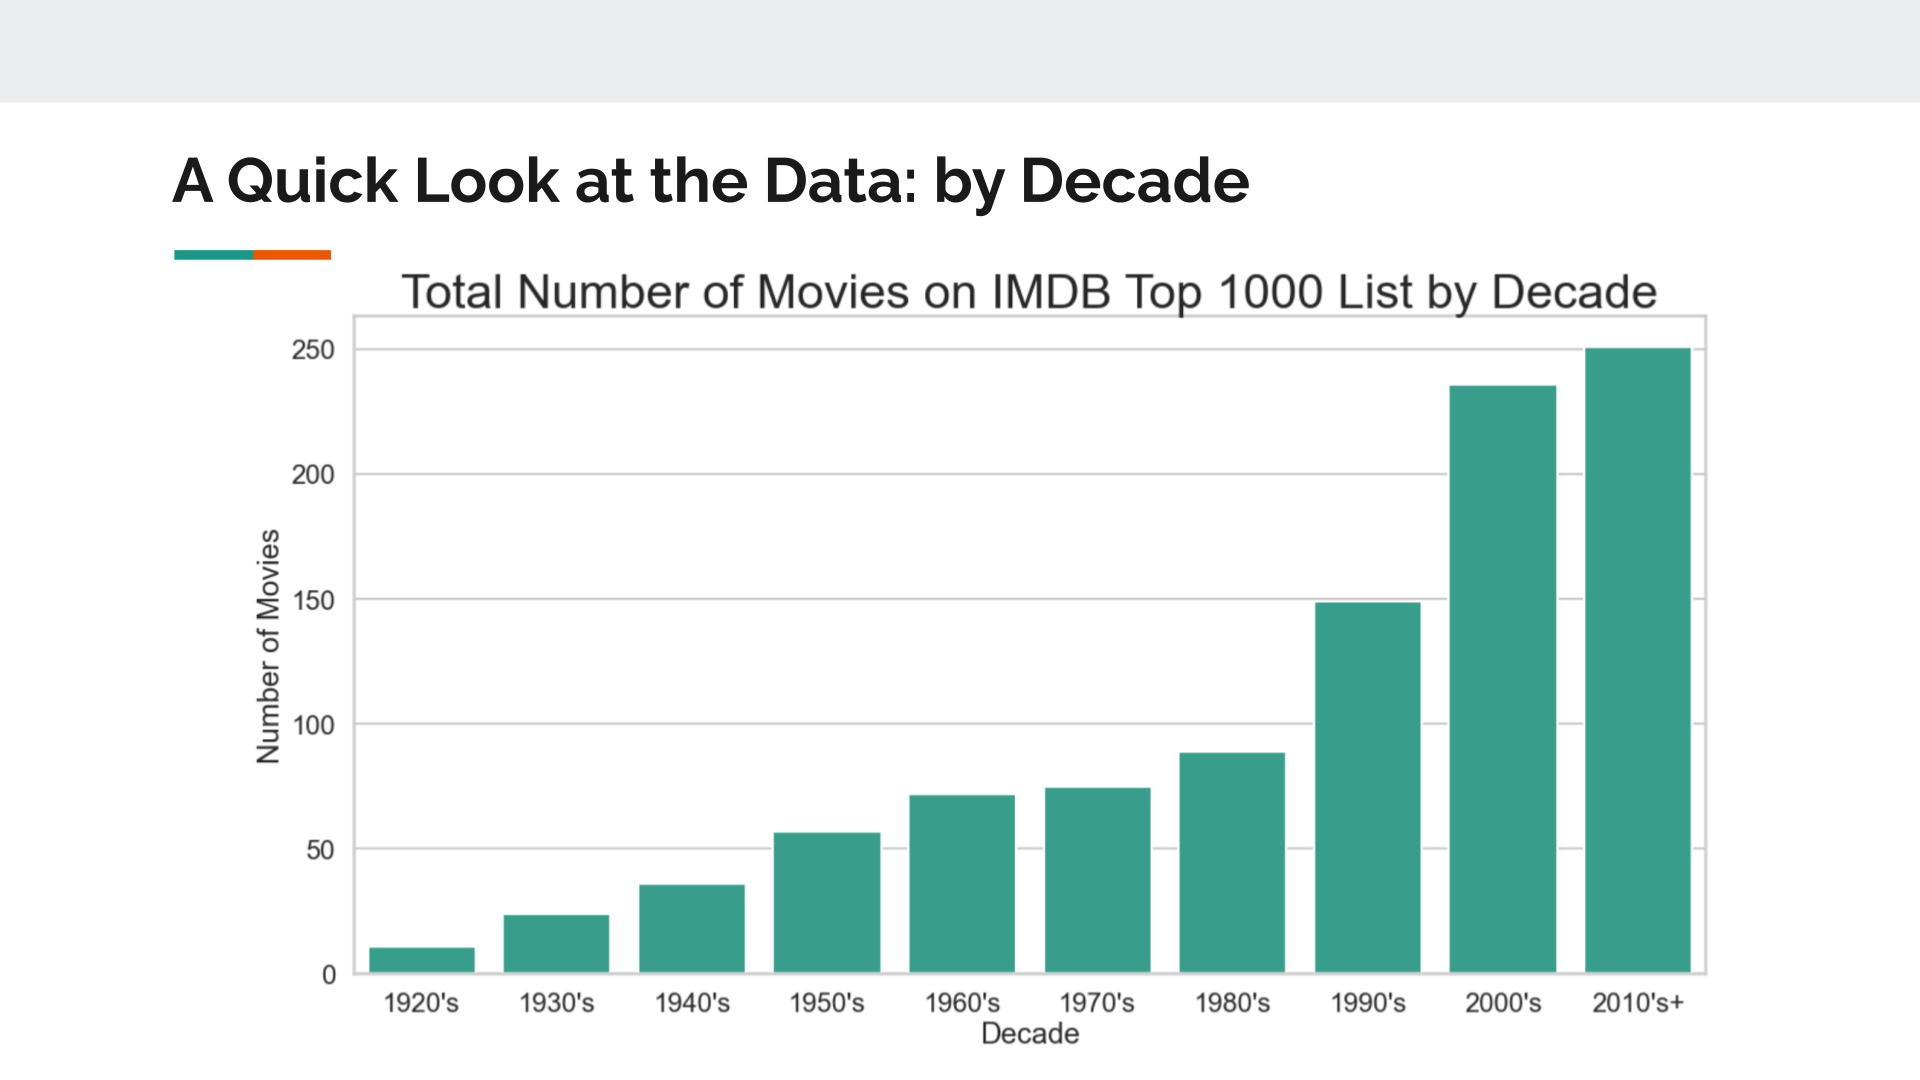 A Quick Look at the Data: by Decade
Total Number of Movies on IMDB Top 1000 List by Decade
Number of Movies
250
200
150
100
50
0
1920's 1930's 1940's 1950's 1960's 1970's 1980's 1990's 2000's 2010's+
Decade